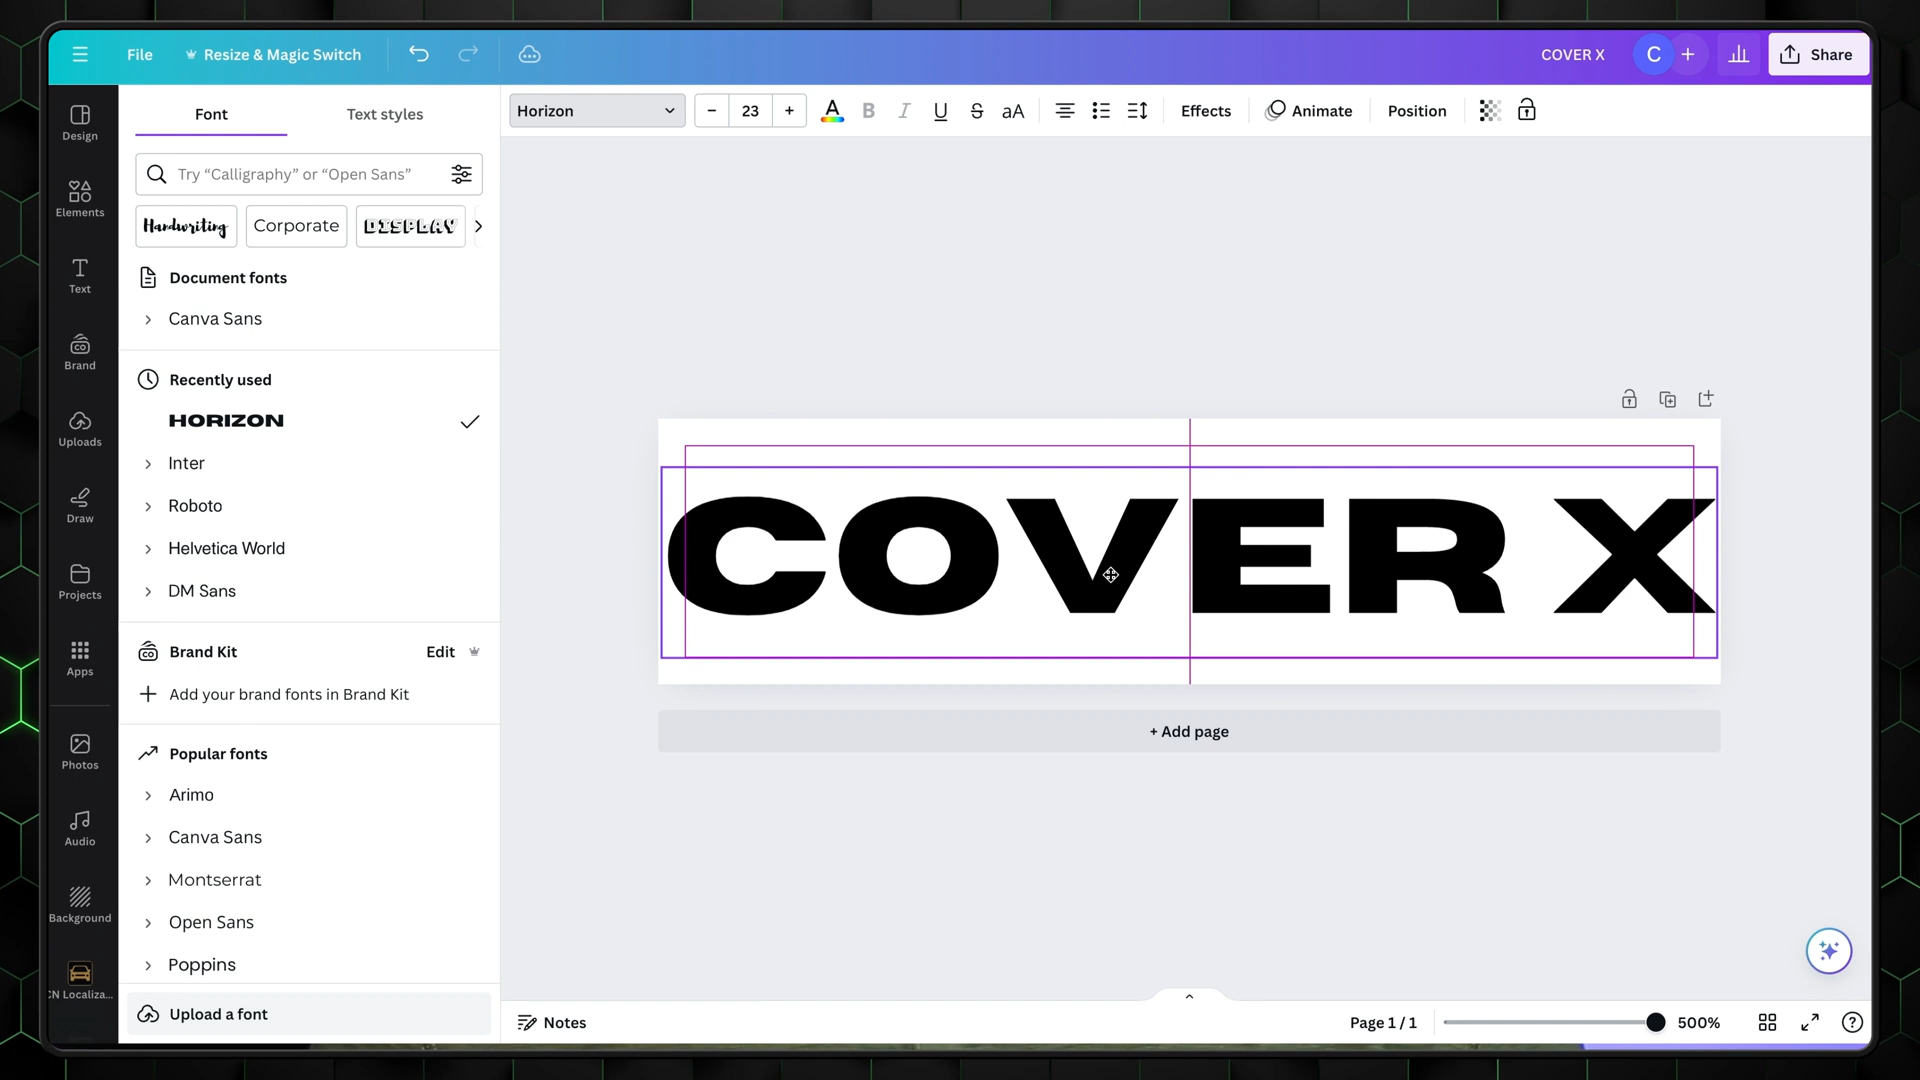 File
Resize & Magic Switch
COVER X
C
+
Share
Design
Elements
Text
Brand
Uploads
Draw
Projects
Apps
Photos
Audio
Background
CN Localiza...
Font
Text styles
Try “Calligraphy” or “Open Sans”
Handwriting
Corporate
DISPLAY
Document fonts
Canva Sans
Recently used
HORIZON
Inter
Roboto
Helvetica World
DM Sans
Brand Kit
Edit
Add your brand fonts in Brand Kit
Popular fonts
Arimo
Canva Sans
Montserrat
Open Sans
Poppins
Upload a font
Horizon
− 23 +
A B I U S aA
Effects
Animate
Position
COVER X
+ Add page
Notes
Page 1 / 1
500%